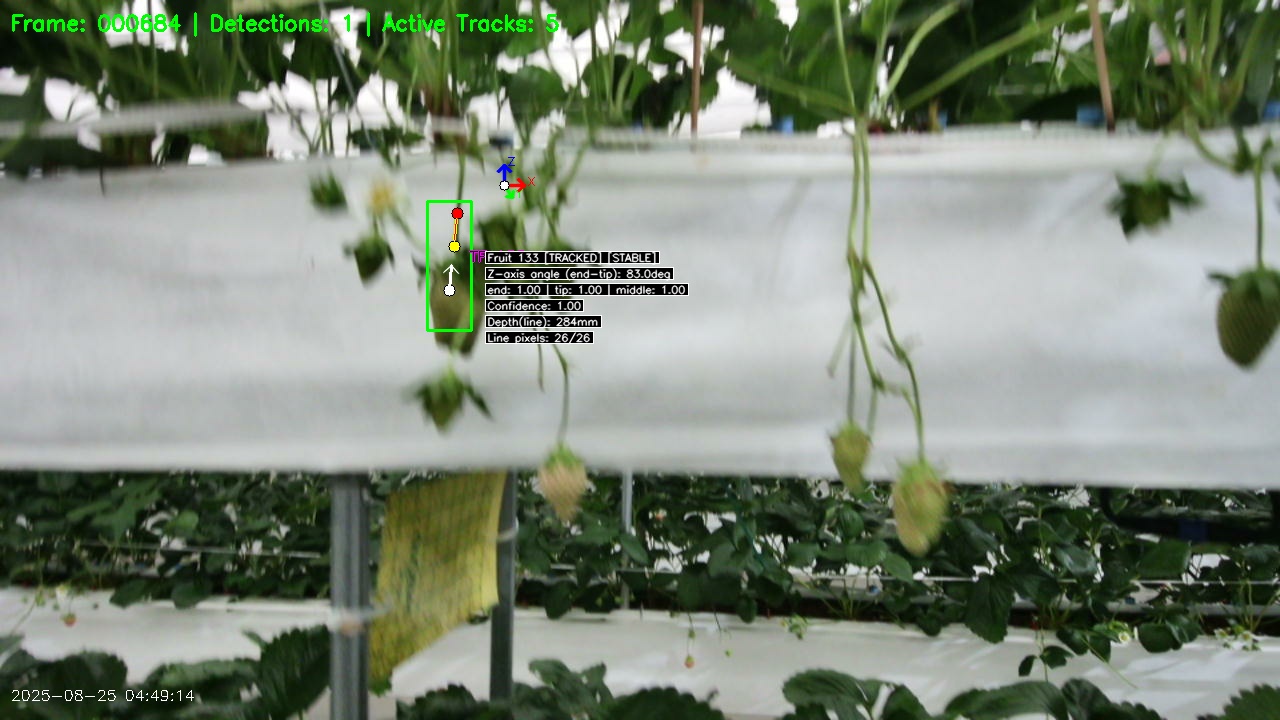 Frame: 000684 | Detections: 1 | Active Tracks: 5
Z
X
Fruit 133 [TRACKED] [STABLE]
Z-axis angle (end-tip): 83.0deg
end: 1.00 | tip: 1.00 | middle: 1.00
Confidence: 1.00
Depth(line): 284mm
Line pixels: 26/26
2025-08-25 04:49:14